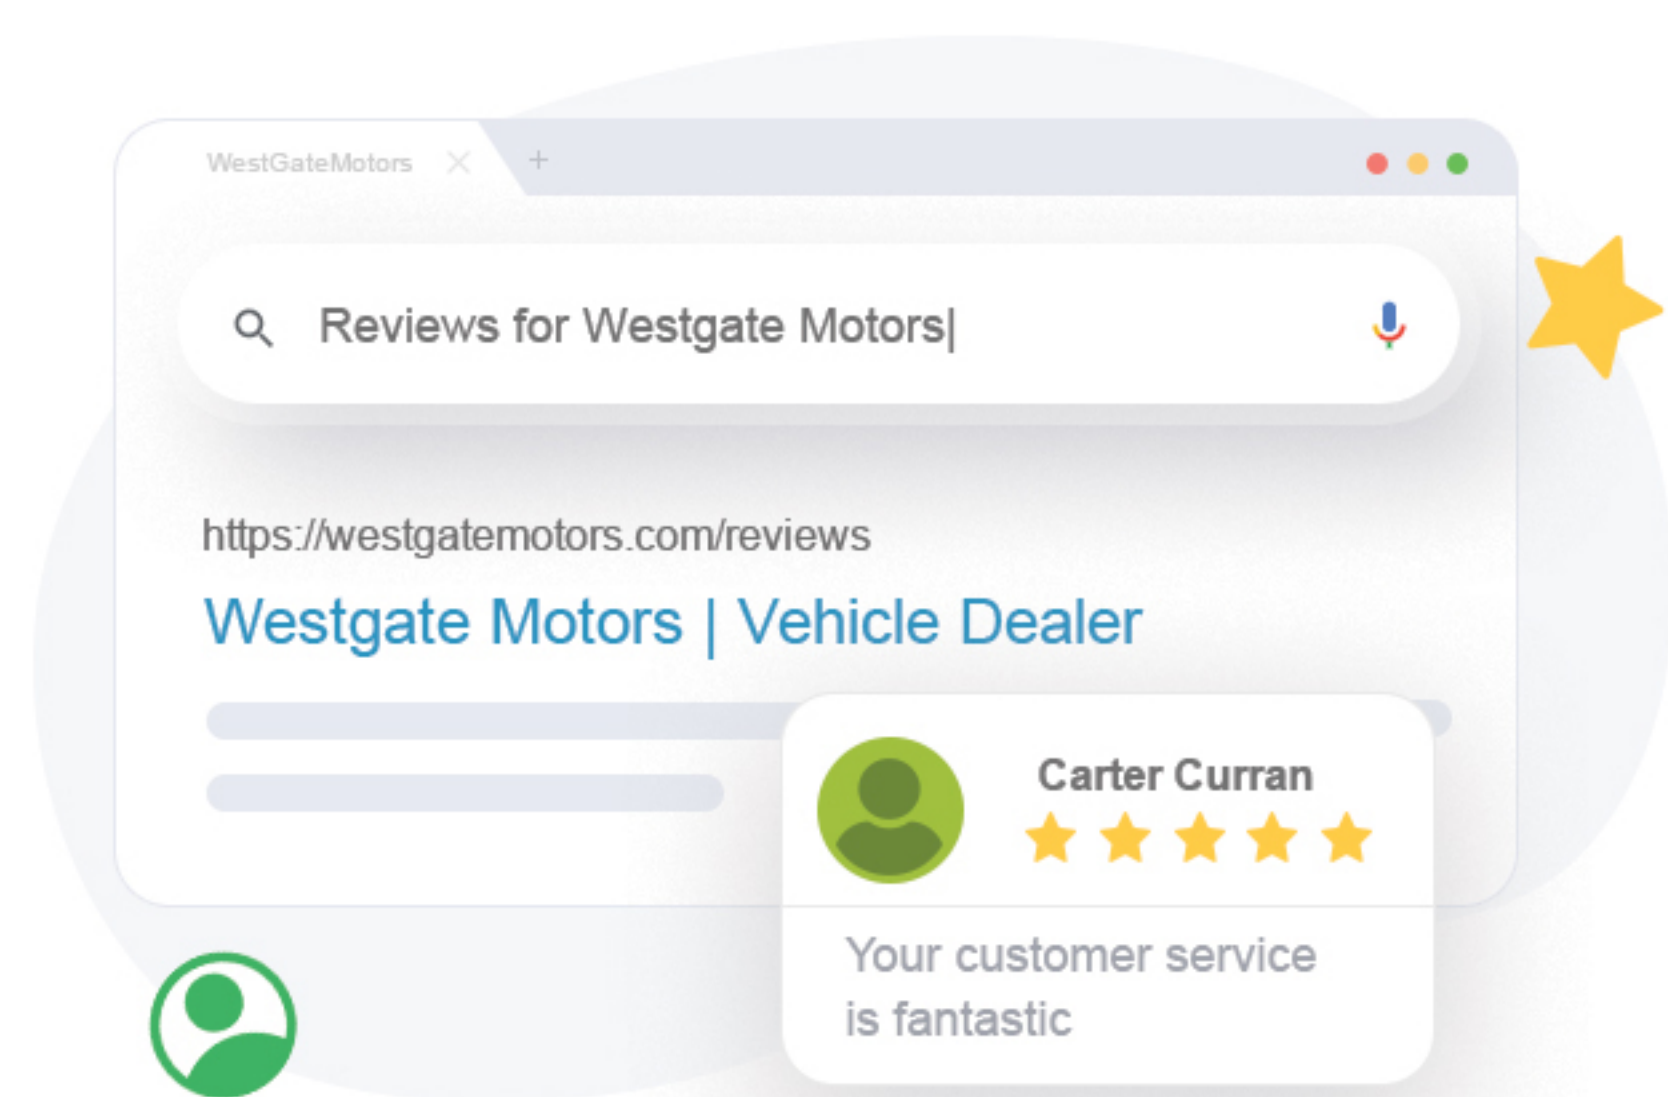 WestGateMotors
Reviews for Westgate Motors
https://westgatemotors.com/reviews
Westgate Motors | Vehicle Dealer
Carter Curran
Your customer service
is fantastic